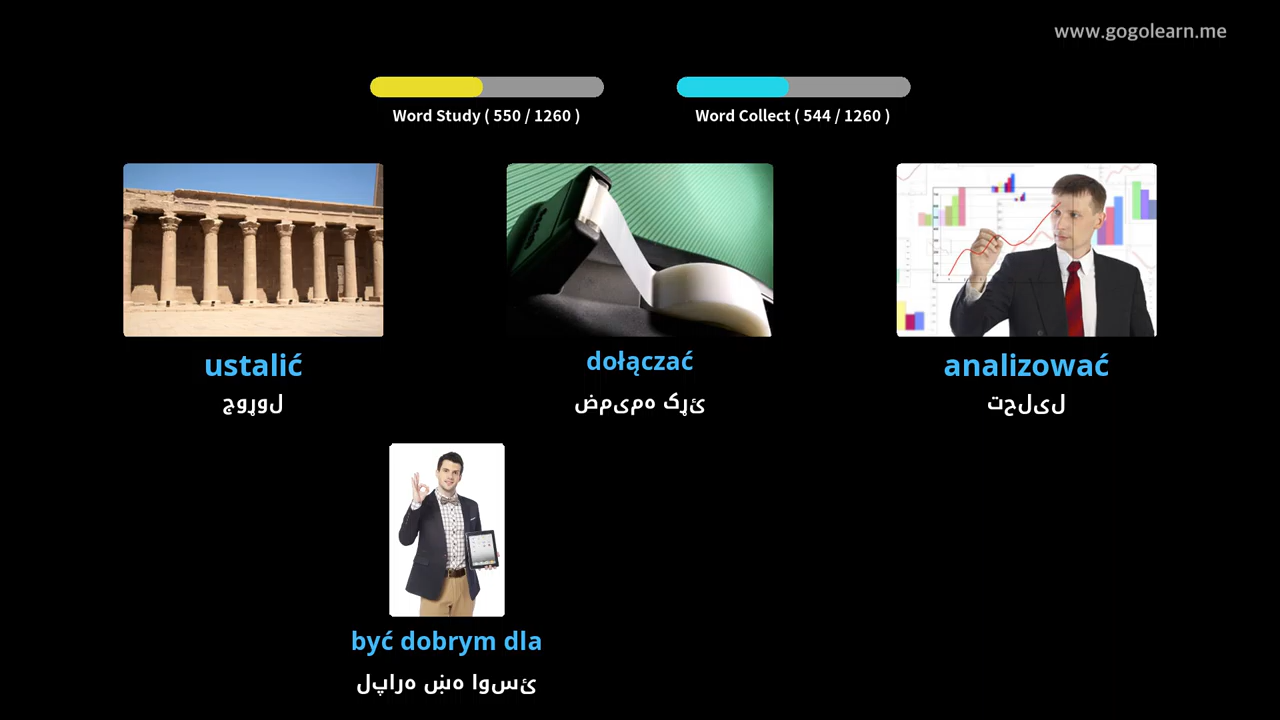 www.gogolearn.me
Word Study ( 550 / 1260 )
Word Collect ( 544 / 1260 )
ustalić
dołączać
analizować
جوړول
ضمیمه کړئ
تحلیل
być dobrym dla
لپاره ښه اوسئ